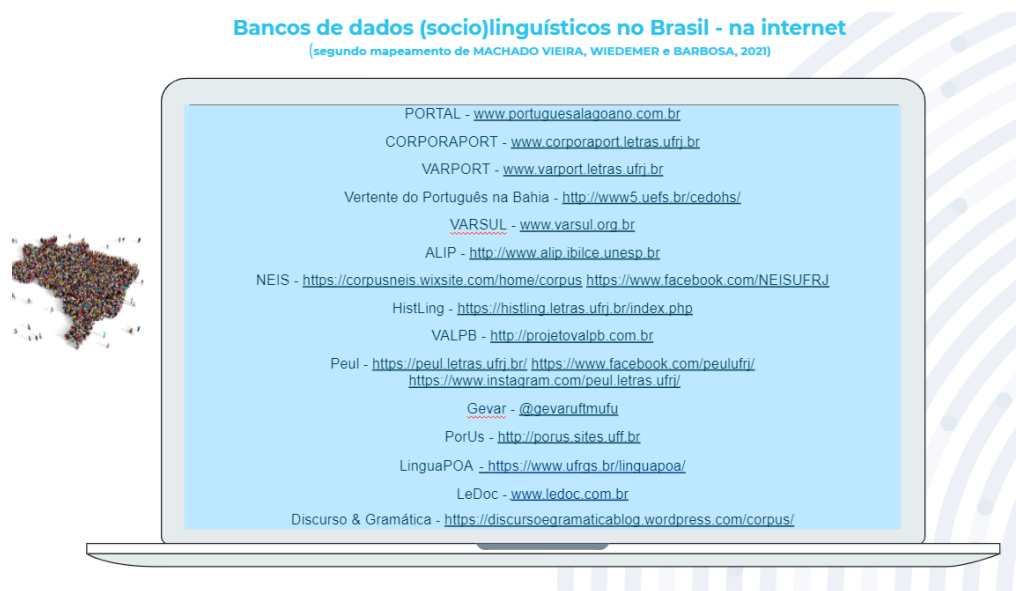 Bancos de dados (socio)linguísticos no Brasil - na internet
(segundo mapeamento de MACHADO VIEIRA, WIEDEMER e BARBOSA, 2021)
PORTAL - www.portuguesalagoano.com.br
CORPORAPORT - www.corporaport.letras.ufrj.br
VARPORT - www.varport.letras.ufrj.br
Vertente do Português na Bahia - http://www5.uefs.br/cedohs/
VARSUL - www.varsul.org.br
ALIP - http://www.alip.ibilce.unesp.br
NEIS - https://corpusneis.wixsite.com/home/corpus https://www.facebook.com/NEISUFRJ
HistLing - https://histling.letras.ufrj.br/index.php
VALPB - http://projetovalpb.com.br
Peul - https://peul.letras.ufrj.br/ https://www.facebook.com/peulufrj/
https://www.instagram.com/peul.letras.ufrj/
Gevar - @gevaruftmufu
PorUs - http://porus.sites.uff.br
LinguaPOA - https://www.ufrgs.br/linguapoa/
LeDoc - www.ledoc.com.br
Discurso & Gramática - https://discursoegramaticablog.wordpress.com/corpus/